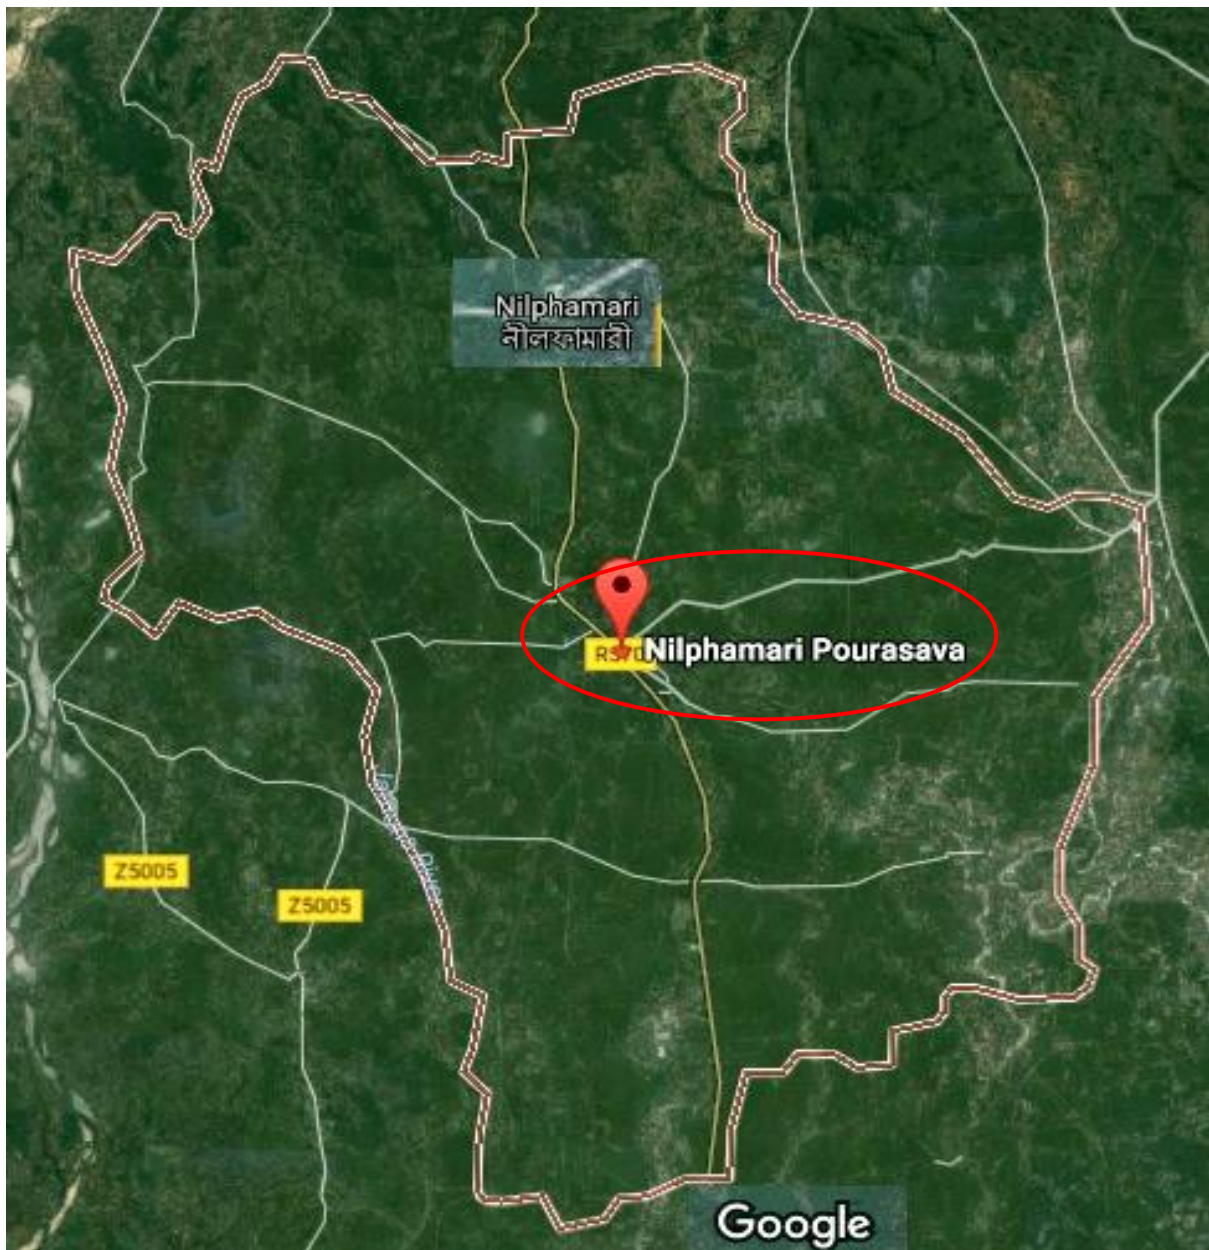 Nilphamari
নীলফামারী
Nilphamari Pourasava
Z5005
Z5005
Google